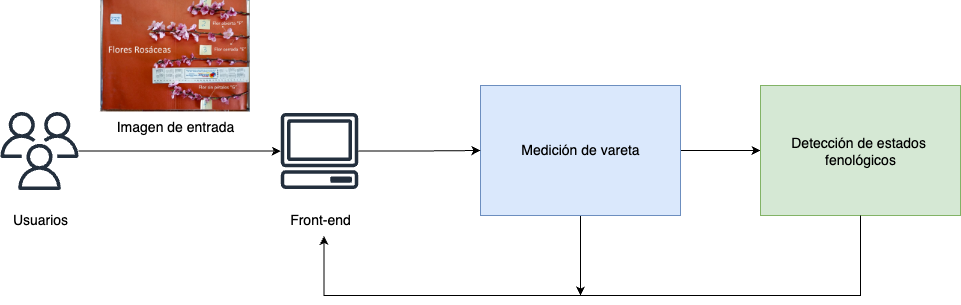 Flor abierta "F"
Flores Rosáceas
Flor cerrada "E"
Flor sin pétalos "G"
Imagen de entrada
Usuarios
Front-end
Medición de vareta
Detección de estados
fenológicos